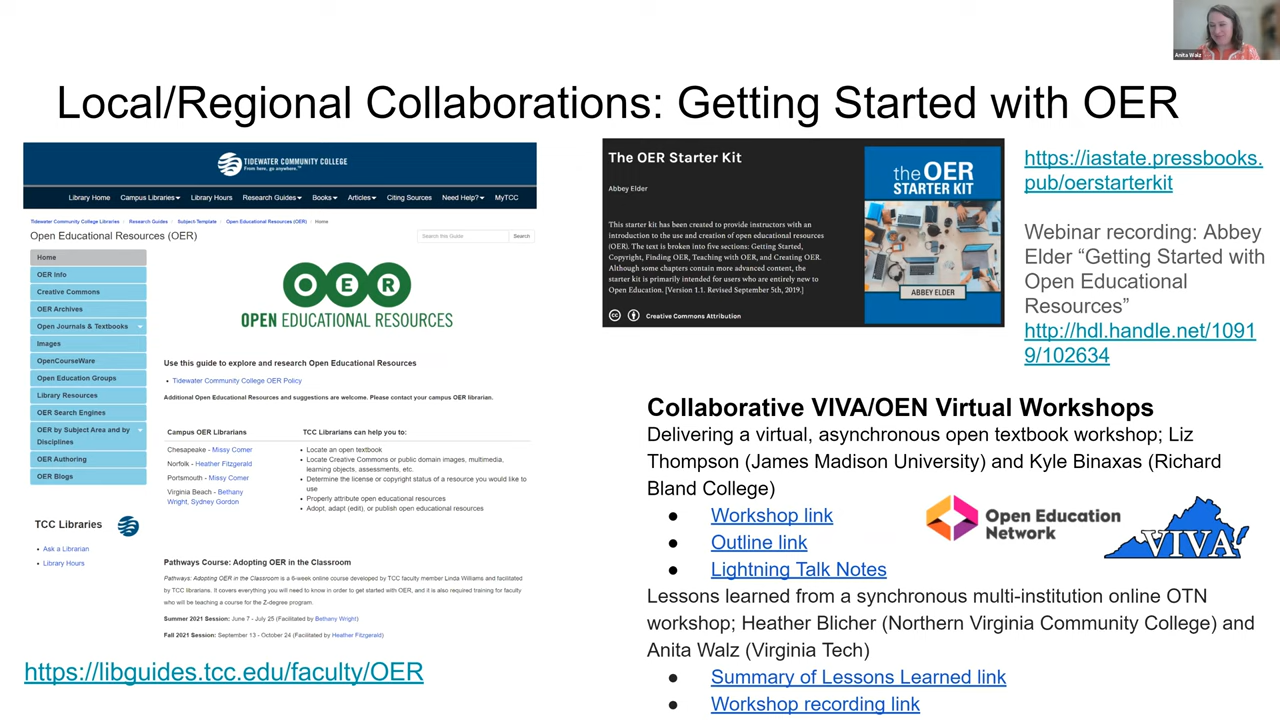 Anita Walz
Local/Regional Collaborations: Getting Started with OER
TIDEWATER COMMUNITY COLLEGE
From here, go anywhere.™
Library Home Campus Libraries Library Hours Research Guides Books Articles Citing Sources Need Help? MyTCC
Tidewater Community College Libraries Research Guides Subject Template Open Educational Resources (OER) Home
Open Educational Resources (OER)
Search this Guide Search
Home
OER Info
Creative Commons
OER Archives
Open Journals & Textbooks
Images
OpenCourseWare
Open Education Groups
Library Resources
OER Search Engines
OER by Subject Area and by
Disciplines
OER Authoring
OER Blogs
TCC Libraries
• Ask a Librarian
• Library Hours
OER
OPEN EDUCATIONAL RESOURCES
Use this guide to explore and research Open Educational Resources
• Tidewater Community College OER Policy
Additional Open Educational Resources and suggestions are welcome. Please contact your campus OER librarian.
Campus OER Librarians
Chesapeake - Missy Comer
Norfolk - Heather Fitzgerald
Portsmouth - Missy Comer
Virginia Beach - Bethany
Wright, Sydney Gordon
TCC Librarians can help you to:
• Locate an open textbook
• Locate Creative Commons or public domain images, multimedia,
learning objects, assessments, etc.
• Determine the license or copyright status of a resource you would like to
use
• Properly attribute open educational resources
• Adopt, adapt (edit), or publish open educational resources
Pathways Course: Adopting OER in the Classroom
Pathways: Adopting OER in the Classroom is a 6-week online course developed by TCC faculty member Linda Williams and facilitated
by TCC librarians. It covers everything you will need to know in order to get started with OER, and it is also required training for faculty
who will be teaching a course for the Z-degree program.
Summer 2021 Session: June 7 - July 25 (Facilitated by Bethany Wright)
Fall 2021 Session: September 13 - October 24 (Facilitated by Heather Fitzgerald)
https://libguides.tcc.edu/faculty/OER
The OER Starter Kit
Abbey Elder
This starter kit has been created to provide instructors with an
introduction to the use and creation of open educational resources
(OER). The text is broken into five sections: Getting Started,
Copyright, Finding OER, Teaching with OER, and Creating OER.
Although some chapters contain more advanced content, the
starter kit is primarily intended for users who are entirely new to
Open Education. [Version 1.1. Revised September 5th, 2019.]
cc Creative Commons Attribution
the OER
STARTER KIT
ABBEY ELDER
https://iastate.pressbooks.
pub/oerstarterkit
Webinar recording: Abbey
Elder “Getting Started with
Open Educational
Resources”
http://hdl.handle.net/1091
9/102634
Collaborative VIVA/OEN Virtual Workshops
Delivering a virtual, asynchronous open textbook workshop; Liz
Thompson (James Madison University) and Kyle Binaxas (Richard
Bland College)
● Workshop link
● Outline link
● Lightning Talk Notes
Open Education
Network
VIVA!
Lessons learned from a synchronous multi-institution online OTN
workshop; Heather Blicher (Northern Virginia Community College) and
Anita Walz (Virginia Tech)
● Summary of Lessons Learned link
● Workshop recording link